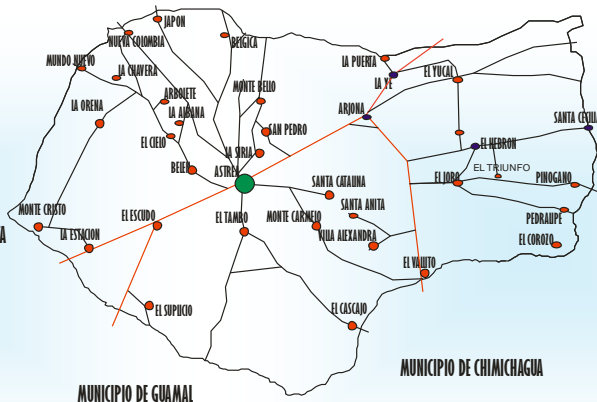 JAPON
NUEVA COLOMBIA
BELGICA
MUNDO NUEVO
LA CHAVERA
LA PUERTA
LA YE
EL YUCAL
ARBOLETE
MONTE BELLO
LA ORENA
LA ALBANA
ARJONA
SANTA CECILIA
SAN PEDRO
EL CIELO
EL HEBRON
LA SIRIA
BELEN
ASTREA
EL TRIUNFO
SANTA CATALINA
EL JOBO
PINOGANO
MONTE CRISTO
EL ESCUDO
EL TAMBO
MONTE CARMELO
SANTA ANITA
PEDRALIPE
A
LA ESTICION
VILLA ALEXANDRA
EL COROZO
EL VALLITO
EL SUPLICIO
EL CASCAJO
MUNICIPIO DE CHIMICHAGUA
MUNICIPIO DE GUAMAL